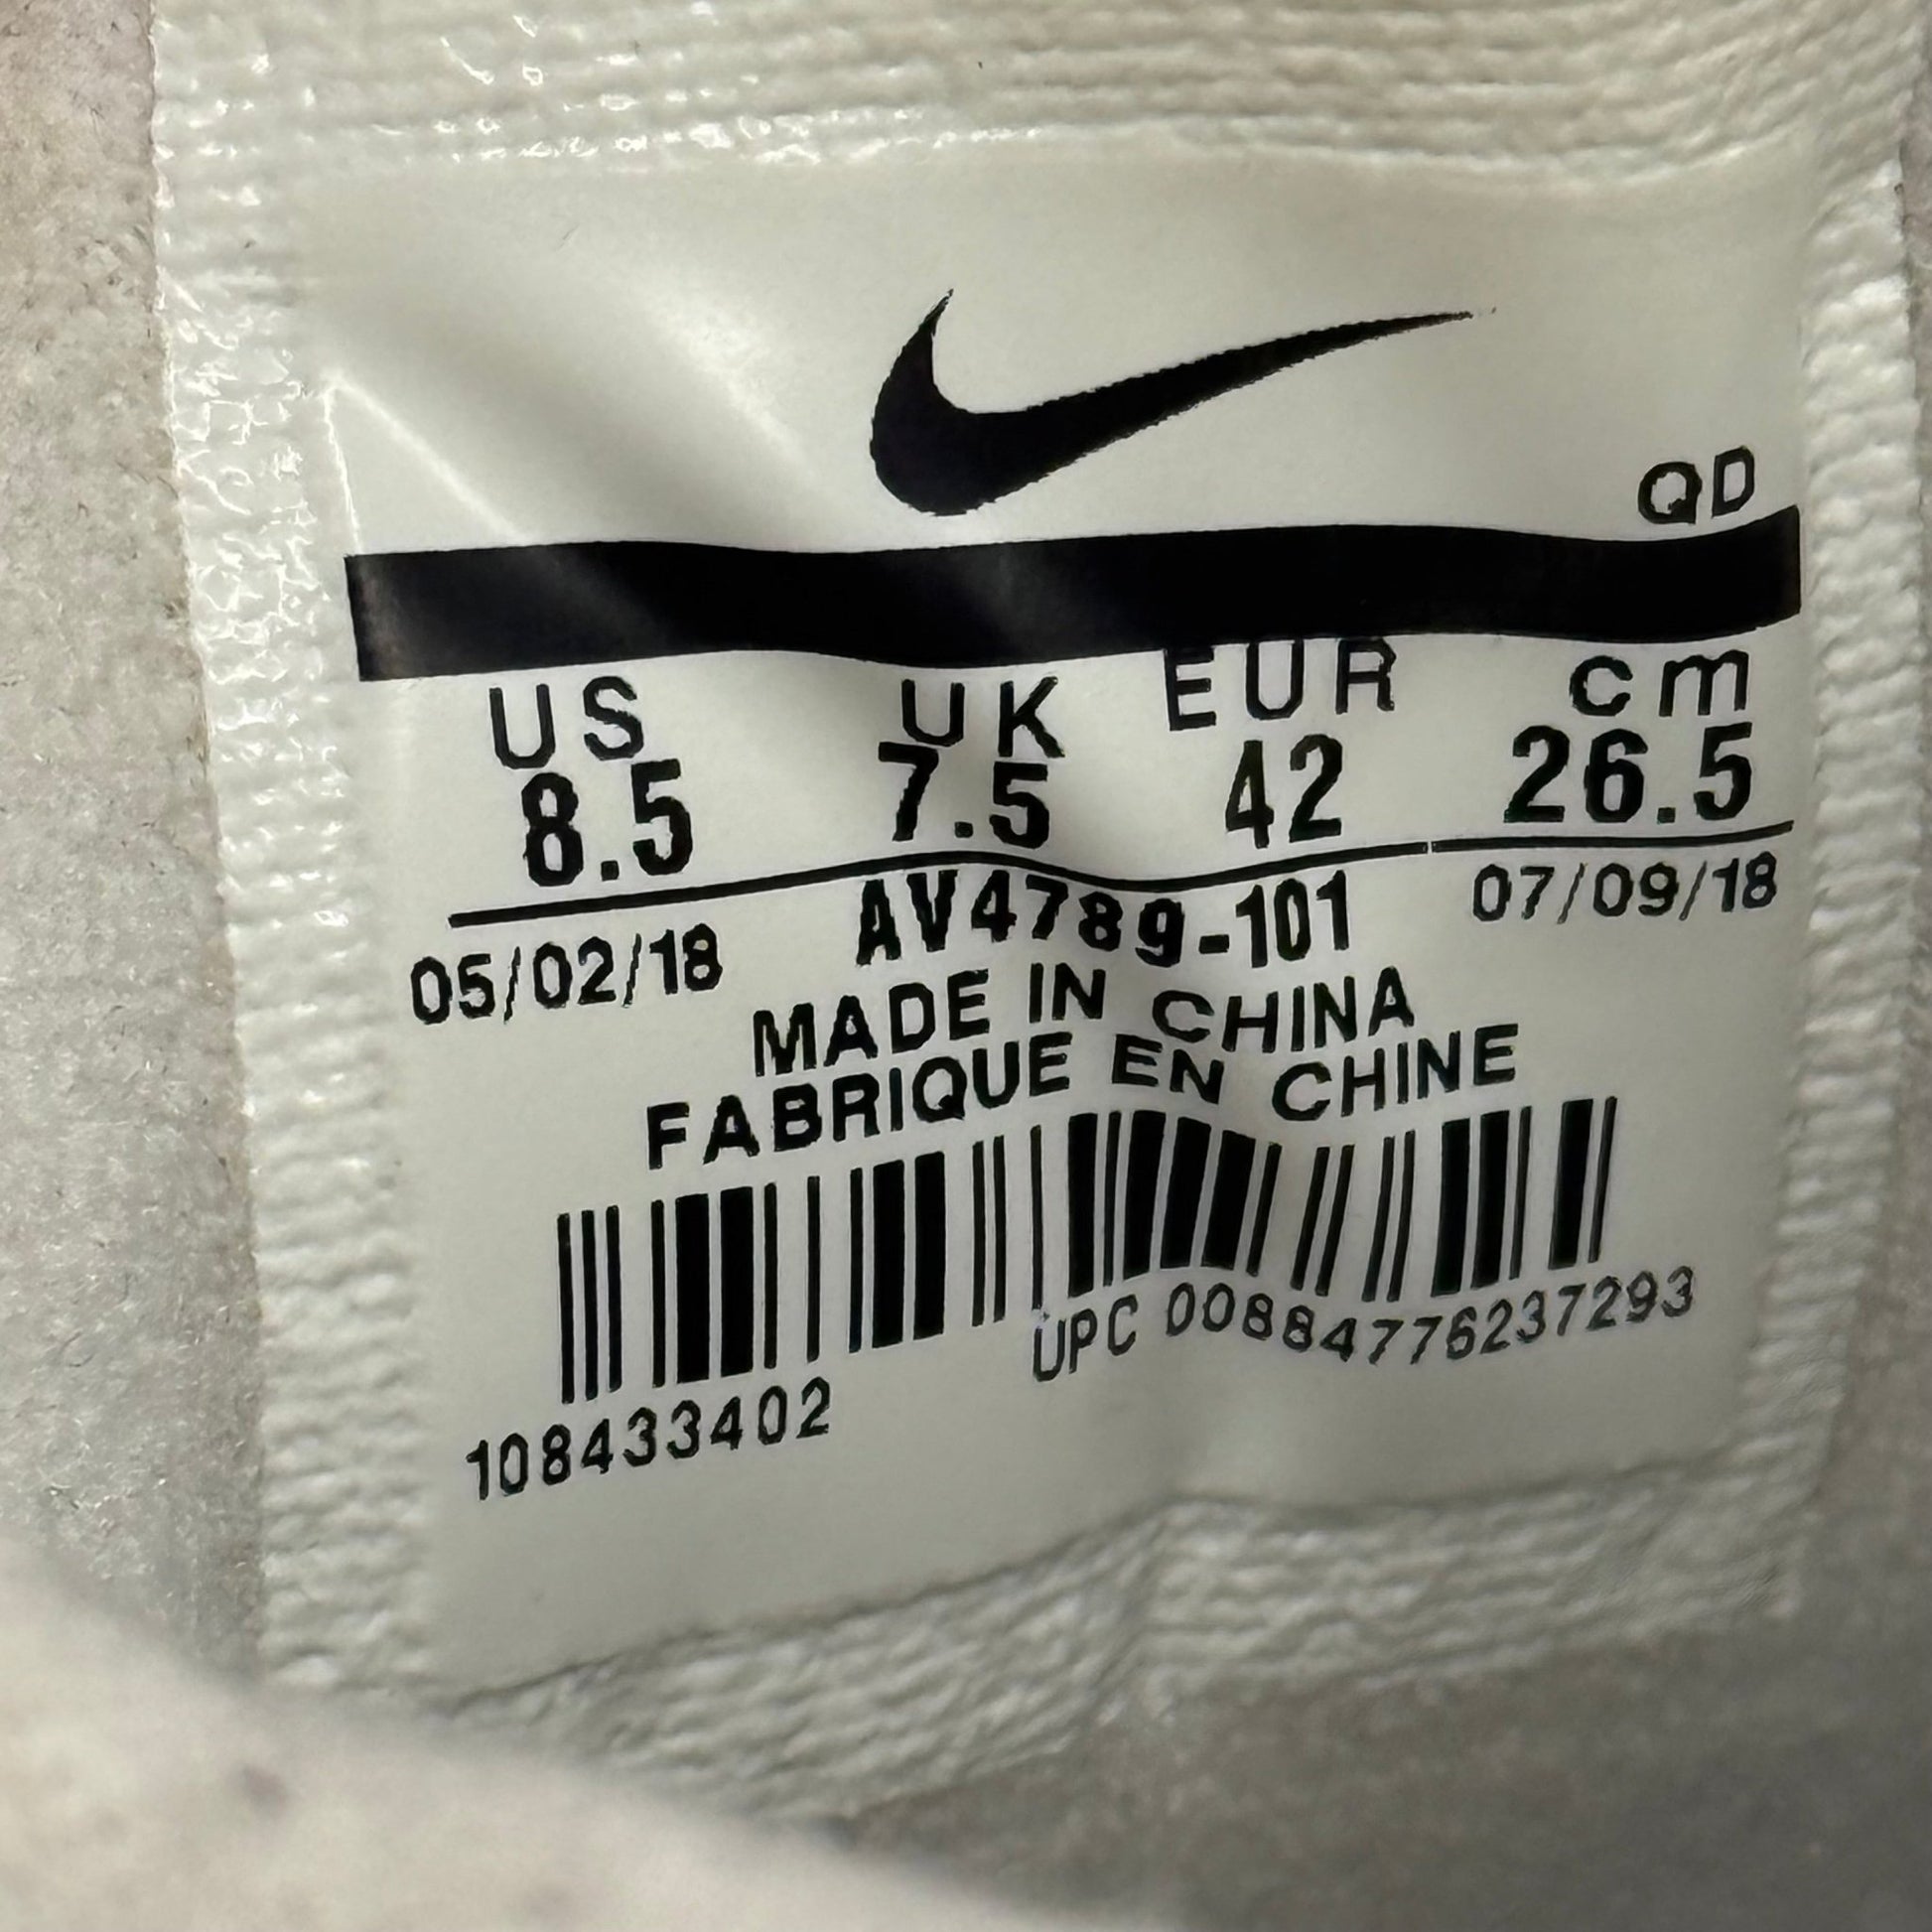 QD
US UK EUR cm
8.5 7.5 42 26.5
05/02/18 AV4789-101 07/09/18
MADE IN CHINA
FABRIQUE EN CHINE
UPC 00884776237293
108433402